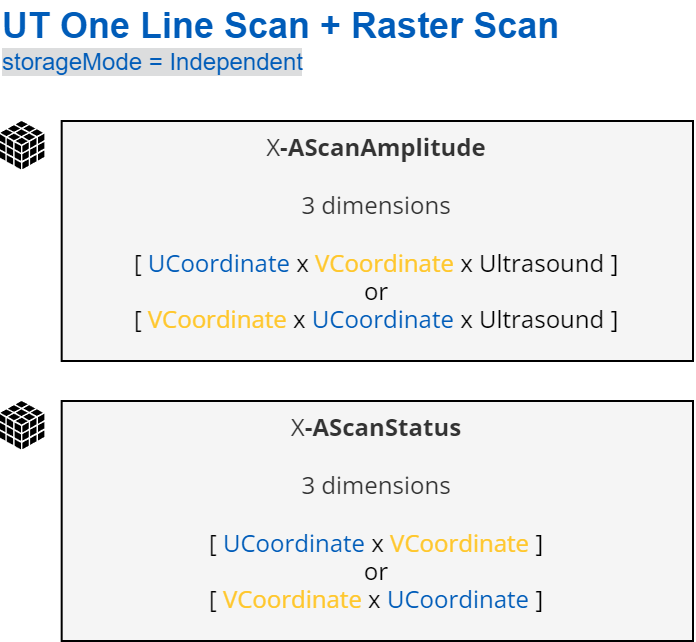 UT One Line Scan + Raster Scan
storageMode = Independent
X-AScanAmplitude
3 dimensions
[ UCoordinate x VCoordinate x Ultrasound ]
or
[ VCoordinate x UCoordinate x Ultrasound ]
X-AScanStatus
3 dimensions
[ UCoordinate x VCoordinate ]
or
[ VCoordinate x UCoordinate ]